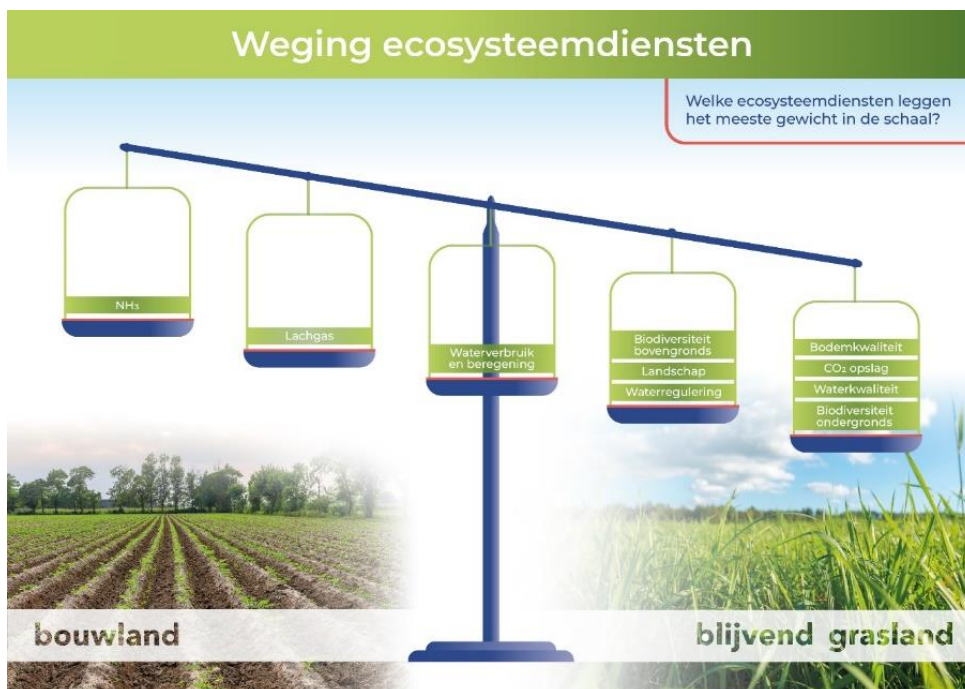 Weging ecosysteemdiensten
Welke ecosysteemdiensten leggen
het meeste gewicht in de schaal?
NH₃
Lachgas
Waterverbruik
en beregening
Biodiversiteit
bovengronds
Landschap
Waterregulering
Bodemkwaliteit
CO₂ opslag
Waterkwaliteit
Biodiversiteit
ondergronds
bouwland
blijvend grasland